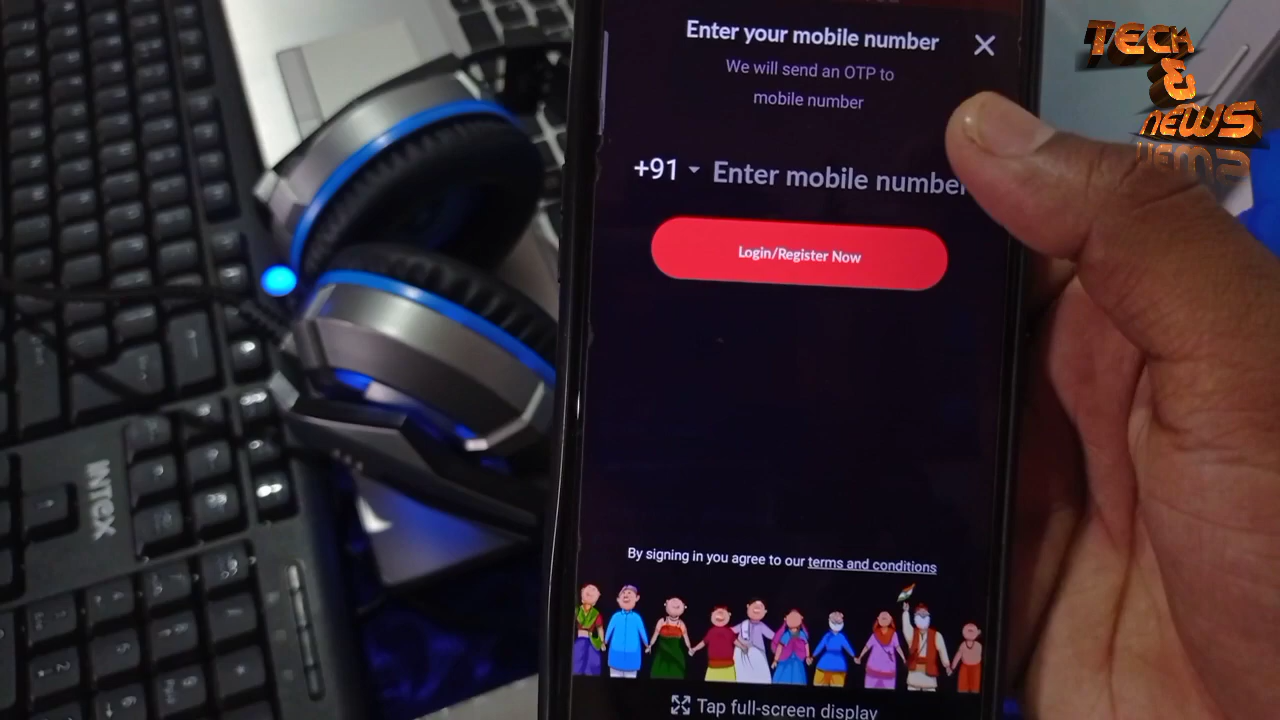 Enter your mobile number
We will send an OTP to
mobile number
+91 Enter mobile number
Login/Register Now
By signing in you agree to our terms and conditions
Tap full-screen display
TECH
&
NEWS
INTEX